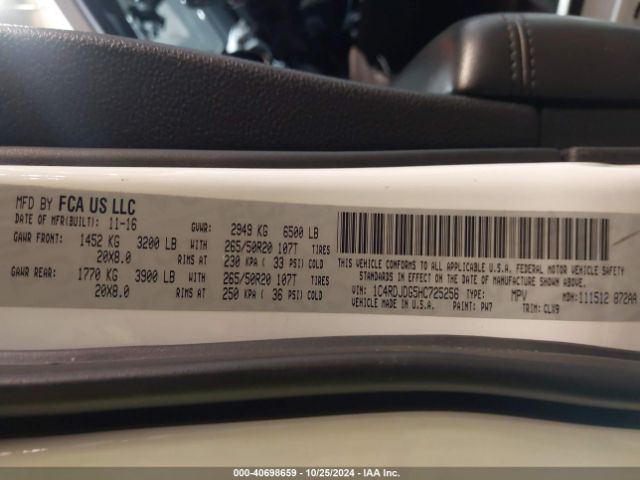 MFD BY FCA US LLC
DATE OF MFR(BUILT): 11-16 GVWR: 2949 KG 6500 LB
GAWR FRONT: 1452 KG 3200 LB WITH 265/50R20 107T TIRES
20X8.0 RIMS AT 230 KPA ( 33 PSI) COLD
GAWR REAR: 1770 KG 3900 LB WITH 265/50R20 107T TIRES
20X8.0 RIMS AT 250 KPA ( 36 PSI) COLD
THIS VEHICLE CONFORMS TO ALL APPLICABLE U.S.A. FEDERAL MOTOR VEHICLE SAFETY
STANDARDS IN EFFECT ON THE DATE OF MANUFACTURE SHOWN ABOVE.
VIN: 1C4RDJDG5HC725256 TYPE: MPV MDH: 111512 872AA
VEHICLE MADE IN U.S.A. PAINT: PW7 TRIM: CLX9
00-40698659 - 10/25/2024 - IAA Inc.